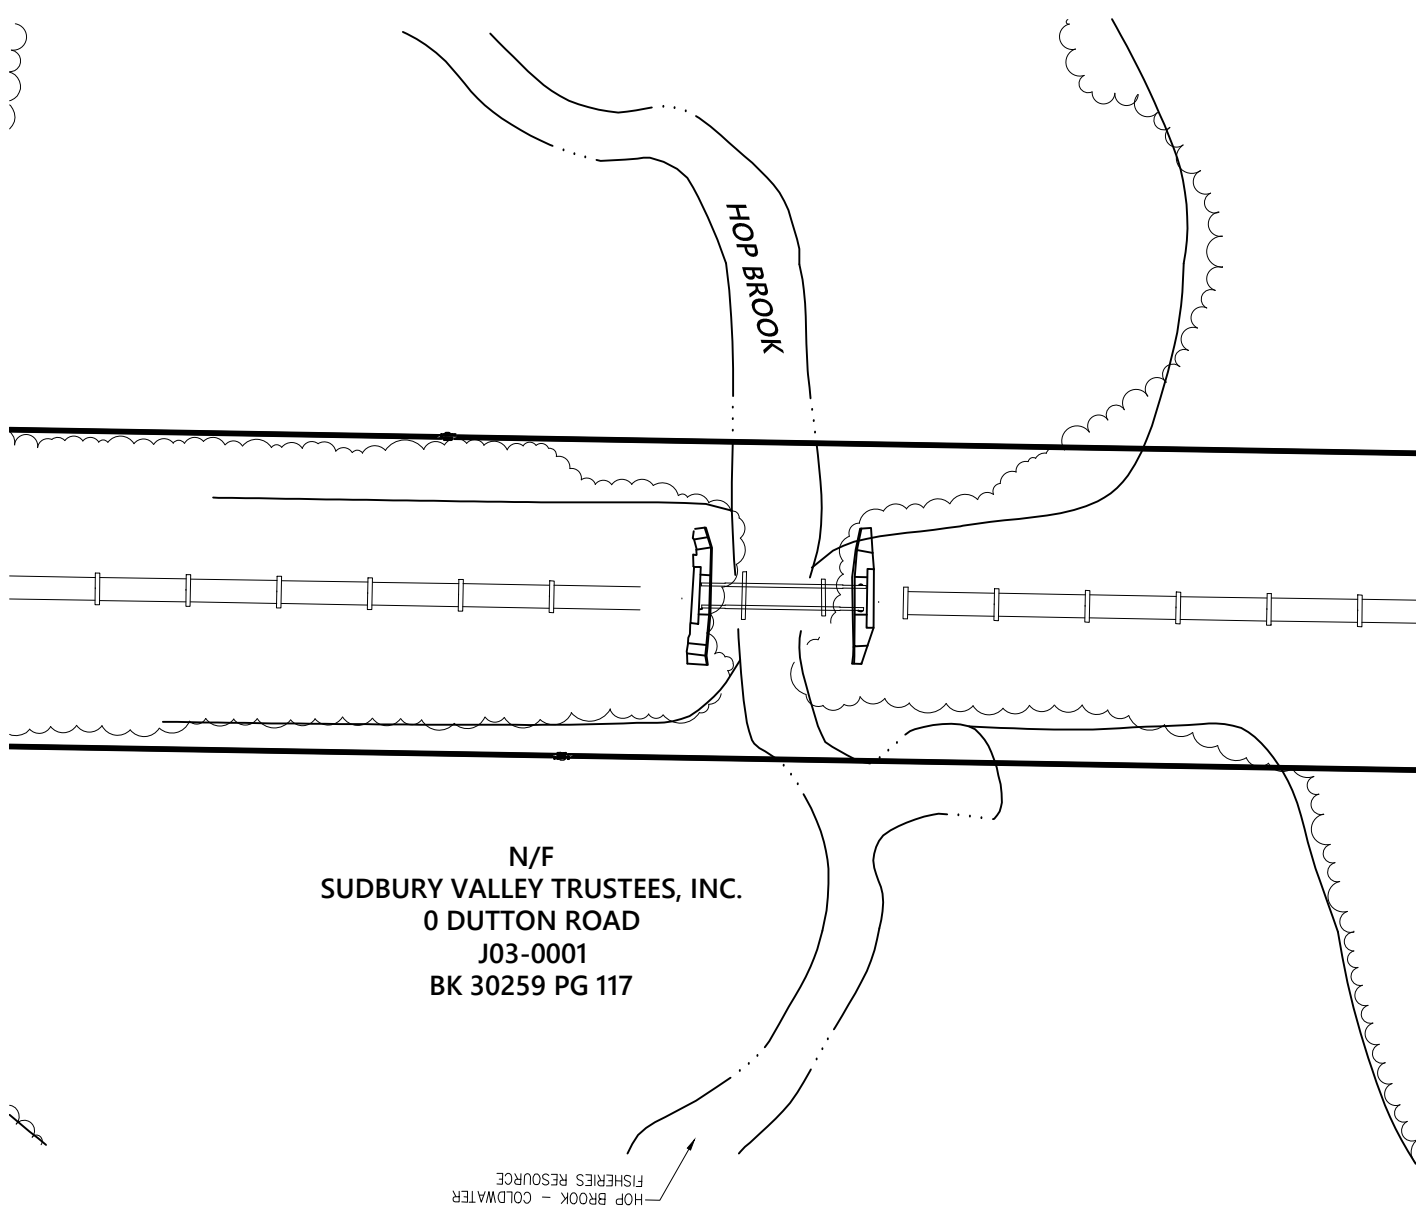 HOP BROOK
N/F
SUDBURY VALLEY TRUSTEES, INC.
0 DUTTON ROAD
J03-0001
BK 30259 PG 117
HOP BROOK - COLDWATER
FISHERIES RESOURCE